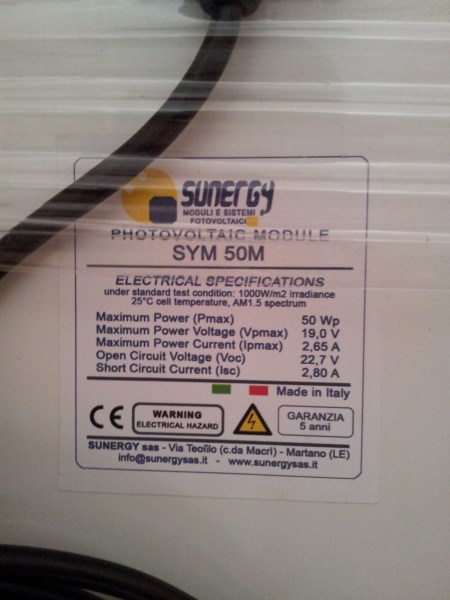 SUNERGY
MODULI E SISTEMI
FOTOVOLTAICI
PHOTOVOLTAIC MODULE
SYM 50M
ELECTRICAL SPECIFICATIONS
under standard test condition: 1000W/m2 Irradiance
25°C cell temperature, AM1.5 spectrum
Maximum Power (Pmax) 50 Wp
Maximum Power Voltage (Vpmax) 19,0 V
Maximum Power Current (Ipmax) 2,65 A
Open Circuit Voltage (Voc) 22,7 V
Short Circuit Current (Isc) 2,80 A
Made in Italy
CE WARNING ELECTRICAL HAZARD GARANZIA 5 anni
SUNERGY sas - Via Teofilo (c.da Macrì) - Martano (LE)
info@sunergysas.it - www.sunergysas.it